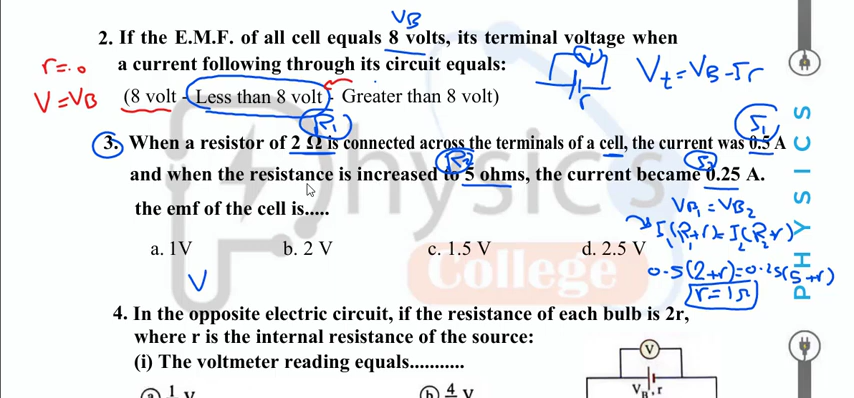 VB
2. If the E.M.F. of all cell equals 8 volts, its terminal voltage when
a current following through its circuit equals:
r=0
V=VB
(8 volt - Less than 8 volt - Greater than 8 volt)
V
r
Vt=VB-Ir
R1
I1
3. When a resistor of 2 Ω is connected across the terminals of a cell, the current was 0.5 A
R2
I2
and when the resistance is increased to 5 ohms, the current became 0.25 A.
the emf of the cell is.....
VB1=VB2
I1(R1+r)=I2(R2+r)
0.5(2+r)=0.25(5+r)
r=1Ω
a. 1V b. 2 V c. 1.5 V d. 2.5 V
V
4. In the opposite electric circuit, if the resistance of each bulb is 2r,
where r is the internal resistance of the source:
(i) The voltmeter reading equals...........
V
VB, r
PHYSICS
Physics
College